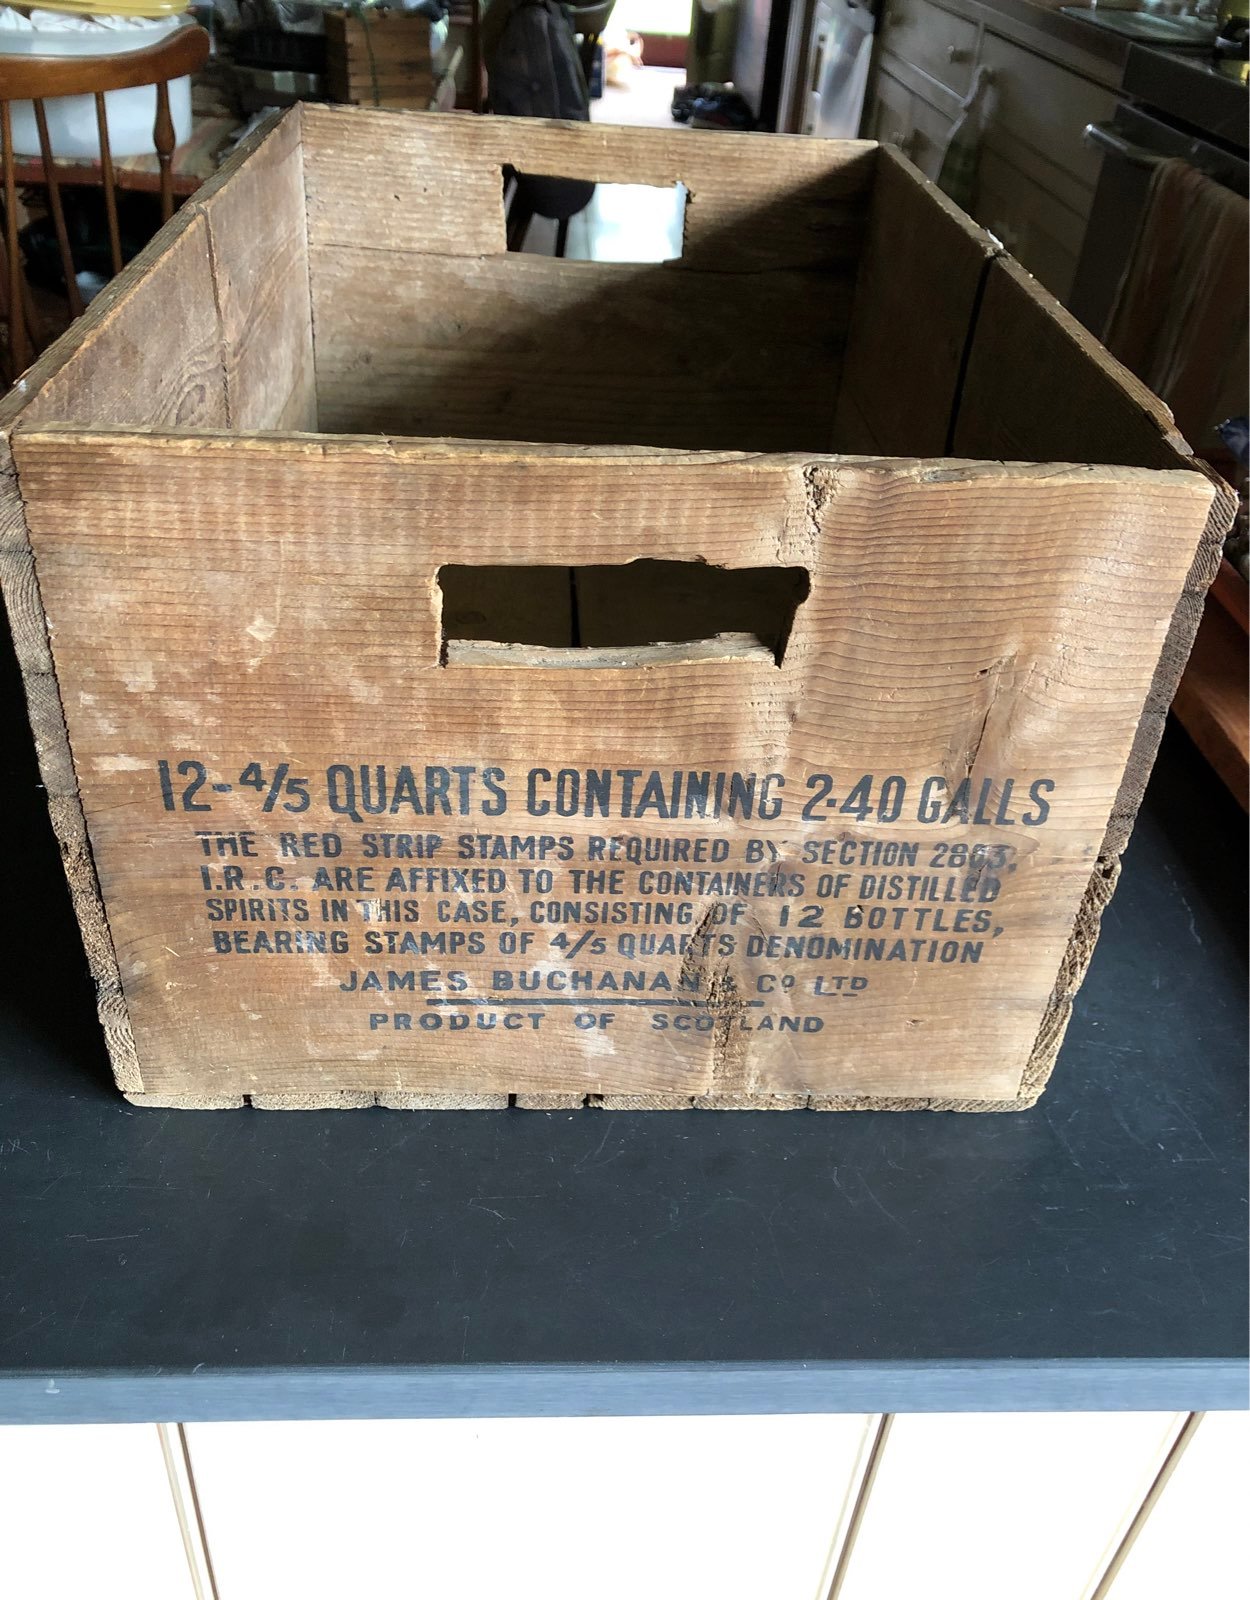 12-4/5 QUARTS CONTAINING 2·40 GALLS
THE RED STRIP STAMPS REQUIRED BY SECTION 2803,
I.R.C. ARE AFFIXED TO THE CONTAINERS OF DISTILLED
SPIRITS IN THIS CASE, CONSISTING OF 12 BOTTLES,
BEARING STAMPS OF 4/5 QUARTS DENOMINATION
JAMES BUCHANAN & Cº LTD
PRODUCT OF SCOTLAND